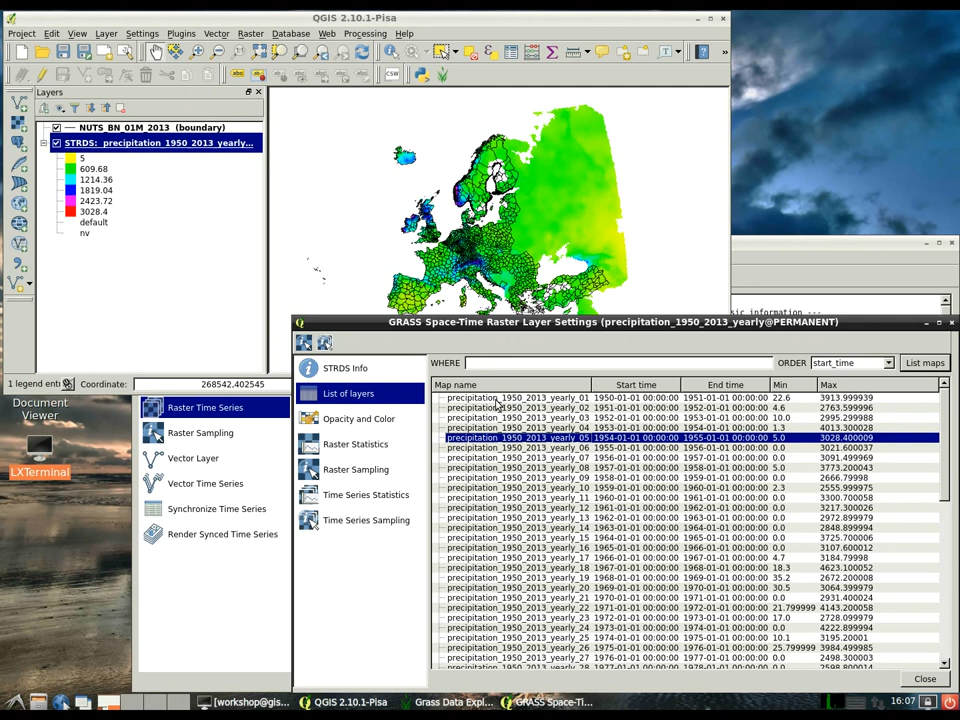 QGIS 2.10.1-Pisa
Project Edit View Layer Settings Plugins Vector Raster Database Web Processing Help
CSW
Layers
NUTS_BN_01M_2013 (boundary)
STRDS: precipitation_1950_2013_yearly...
5
609.68
1214.36
1819.04
2423.72
3028.4
default
nv
1 legend enti
Coordinate:
268542,402545
sic information ...
Document
Viewer
LXTerminal
Raster Time Series
Raster Sampling
Vector Layer
Vector Time Series
Synchronize Time Series
Render Synced Time Series
GRASS Space-Time Raster Layer Settings (precipitation_1950_2013_yearly@PERMANENT)
STRDS Info
List of layers
Opacity and Color
Raster Statistics
Raster Sampling
Time Series Statistics
Time Series Sampling
WHERE ORDER start_time List maps
Map name Start time End time Min Max
precipitation_1950_2013_yearly_01 1950-01-01 00:00:00 1951-01-01 00:00:00 22.6 3913.999939
precipitation_1950_2013_yearly_02 1951-01-01 00:00:00 1952-01-01 00:00:00 4.6 2763.599996
precipitation_1950_2013_yearly_03 1952-01-01 00:00:00 1953-01-01 00:00:00 10.0 2995.299988
precipitation_1950_2013_yearly_04 1953-01-01 00:00:00 1954-01-01 00:00:00 1.3 4013.300028
precipitation_1950_2013_yearly_05 1954-01-01 00:00:00 1955-01-01 00:00:00 5.0 3028.400009
precipitation_1950_2013_yearly_06 1955-01-01 00:00:00 1956-01-01 00:00:00 0.0 3021.600037
precipitation_1950_2013_yearly_07 1956-01-01 00:00:00 1957-01-01 00:00:00 0.0 3091.499969
precipitation_1950_2013_yearly_08 1957-01-01 00:00:00 1958-01-01 00:00:00 5.0 3773.200043
precipitation_1950_2013_yearly_09 1958-01-01 00:00:00 1959-01-01 00:00:00 0.0 2666.79998
precipitation_1950_2013_yearly_10 1959-01-01 00:00:00 1960-01-01 00:00:00 2.3 2555.999975
precipitation_1950_2013_yearly_11 1960-01-01 00:00:00 1961-01-01 00:00:00 0.0 3300.700058
precipitation_1950_2013_yearly_12 1961-01-01 00:00:00 1962-01-01 00:00:00 0.0 3217.300026
precipitation_1950_2013_yearly_13 1962-01-01 00:00:00 1963-01-01 00:00:00 0.0 2972.899979
precipitation_1950_2013_yearly_14 1963-01-01 00:00:00 1964-01-01 00:00:00 0.0 2848.899994
precipitation_1950_2013_yearly_15 1964-01-01 00:00:00 1965-01-01 00:00:00 0.0 3725.700006
precipitation_1950_2013_yearly_16 1965-01-01 00:00:00 1966-01-01 00:00:00 0.0 3107.600012
precipitation_1950_2013_yearly_17 1966-01-01 00:00:00 1967-01-01 00:00:00 4.7 3184.79998
precipitation_1950_2013_yearly_18 1967-01-01 00:00:00 1968-01-01 00:00:00 18.3 4623.100052
precipitation_1950_2013_yearly_19 1968-01-01 00:00:00 1969-01-01 00:00:00 35.2 2672.200008
precipitation_1950_2013_yearly_20 1969-01-01 00:00:00 1970-01-01 00:00:00 30.5 3064.399979
precipitation_1950_2013_yearly_21 1970-01-01 00:00:00 1971-01-01 00:00:00 0.0 2931.400024
precipitation_1950_2013_yearly_22 1971-01-01 00:00:00 1972-01-01 00:00:00 21.799999 4143.200058
precipitation_1950_2013_yearly_23 1972-01-01 00:00:00 1973-01-01 00:00:00 17.0 2728.099979
precipitation_1950_2013_yearly_24 1973-01-01 00:00:00 1974-01-01 00:00:00 0.0 4222.899994
precipitation_1950_2013_yearly_25 1974-01-01 00:00:00 1975-01-01 00:00:00 10.1 3195.20001
precipitation_1950_2013_yearly_26 1975-01-01 00:00:00 1976-01-01 00:00:00 25.799999 3984.499985
precipitation_1950_2013_yearly_27 1976-01-01 00:00:00 1977-01-01 00:00:00 0.0 2498.300003
precipitation_1950_2013_yearly_28 1977-01-01 00:00:00 1978-01-01 00:00:00 0.0 2598.800014
Close
[workshop@gis... QGIS 2.10.1-Pisa Grass Data Expl... GRASS Space-Ti... 16:07